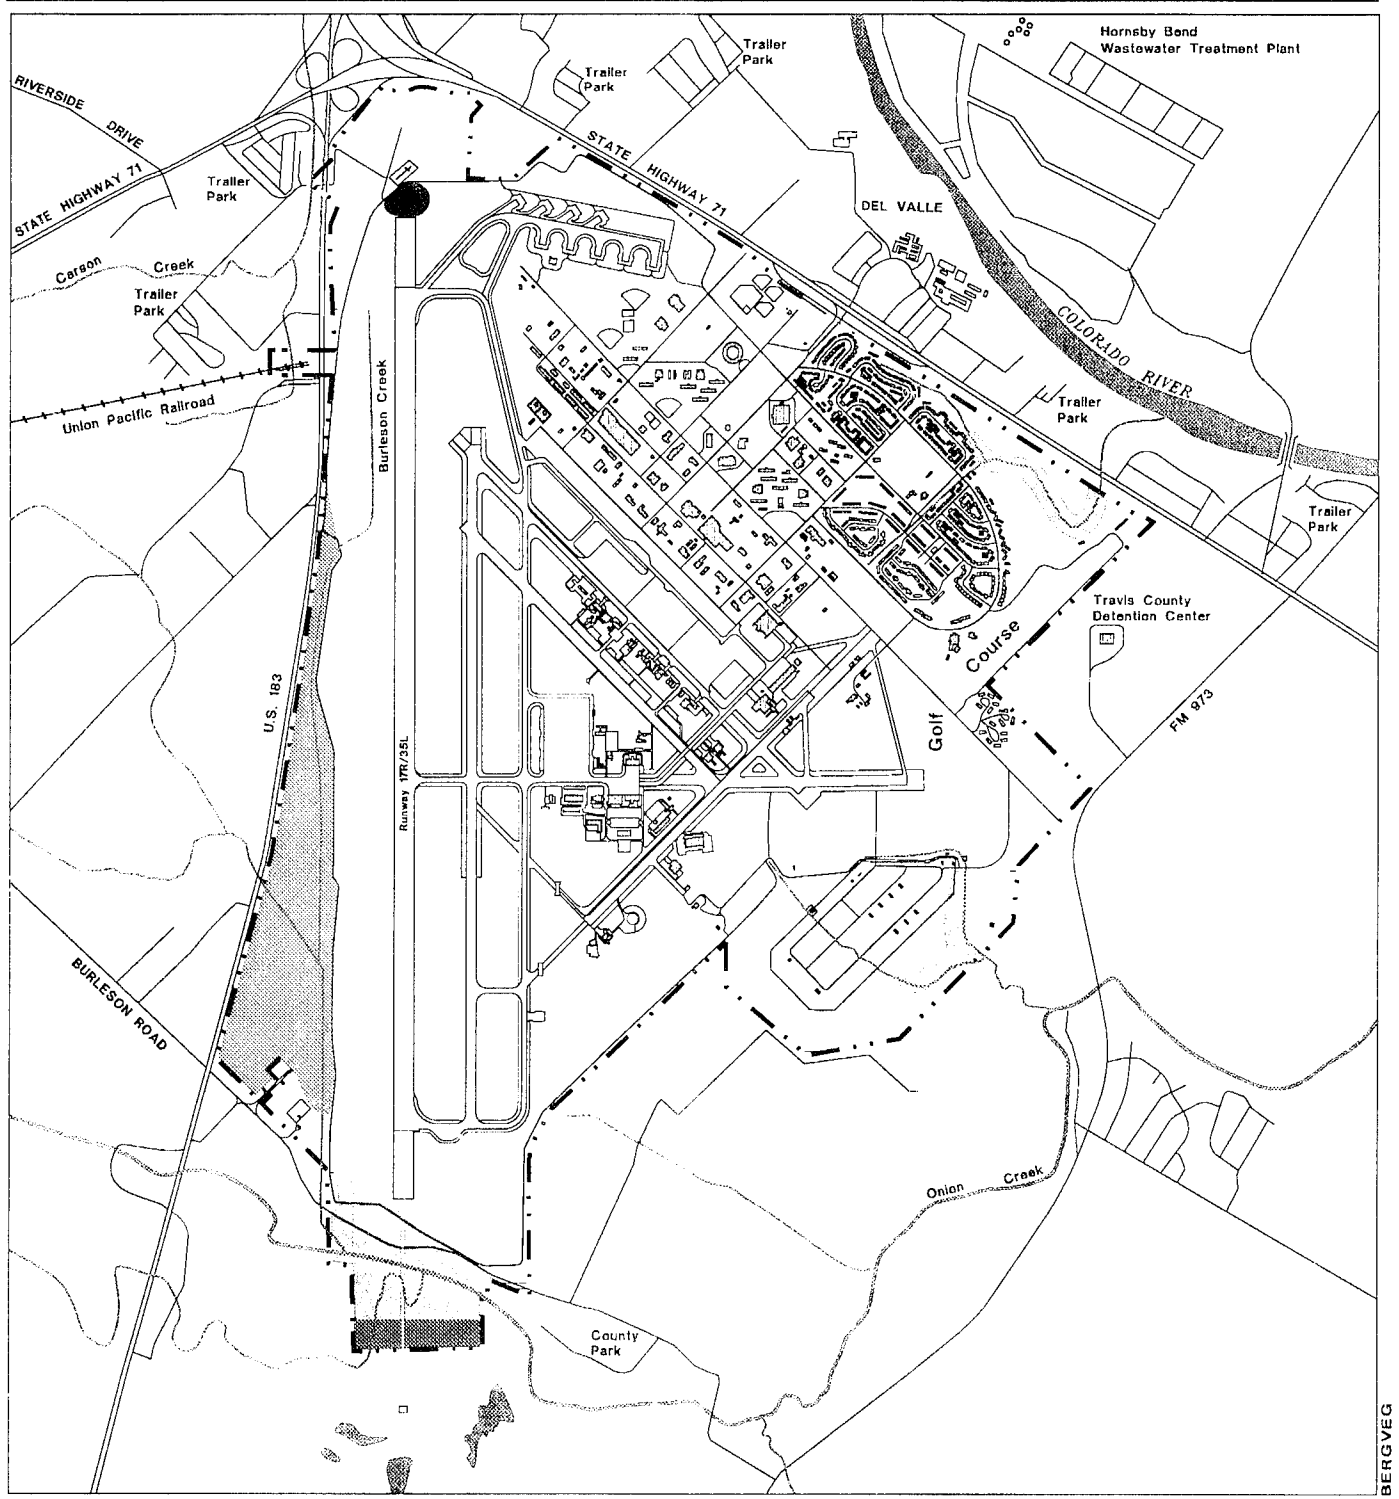 Hornsby Bend
Wastewater Treatment Plant
Trailer
Park
Trailer
Park
RIVERSIDE
DRIVE
STATE HIGHWAY 71
STATE HIGHWAY 71
Trailer
Park
DEL VALLE
Carson Creek
Trailer
Park
COLORADO RIVER
Union Pacific Railroad
Burleson Creek
Trailer
Park
Trailer
Park
Travis County
Detention Center
Golf Course
U.S. 183
FM 973
Runway 17R/35L
BURLESON ROAD
Onion Creek
County
Park
BERGVEG